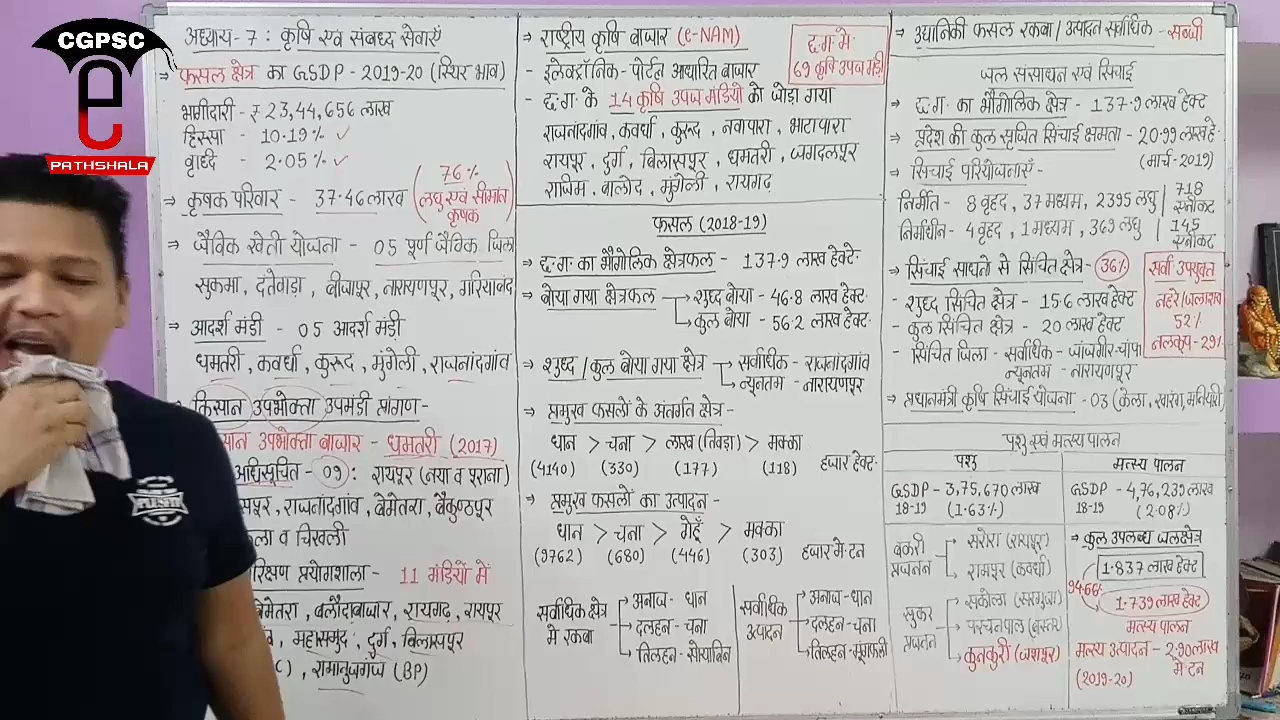 CGPSC
PATHSHALA
अध्याय- 7 : कृषि एवं संबध्द सेवाएँ
⇒ फसल क्षेत्र का GSDP - 2019-20 (स्थिर भाव)
भागीदारी - ₹ 23,44,656 लाख
हिस्सा - 10.19% ✓
वृध्दि - 2.05% ✓
⇒ कृषक परिवार - 37.46 लाख (76% लघु एवं सीमांत कृषक)
⇒ जैविक खेती योजना - 05 पूर्ण जैविक जिला
सुकमा, दंतेवाड़ा, बीजापुर, नारायणपुर, गरियाबंद
⇒ आदर्श मंडी - 05 आदर्श मंडी
धमतरी, कवर्धा, कुरूद, मुंगेली, राजनांदगांव
किसान उपभोक्ता उपमंडी प्रांगण-
सान उपभोक्ता बाजार - धमतरी (2017)
अधिसूचित - 09 : रायपुर (नया व पुराना)
सपुर, राजनांदगांव, बेमेतरा, बैकुण्ठपुर
ला व चिखली
रिक्षण प्रयोगशाला - 11 मंडियों में
बेमेतरा, बलौदाबाजार, रायगढ़, रायपुर
महासमुंद, दुर्ग, बिलासपुर
C), रामानुजगंज (BP)
⇒ राष्ट्रीय कृषि बाजार (e-NAM)
- इलेक्ट्रॉनिक- पोर्टल आधारित बाजार
- छ.ग. के 14 कृषि उपज मंडियों को जोड़ा गया
राजनांदगांव, कवर्धा, कुरूद, नवापारा, भाटापारा
रायपुर, दुर्ग, बिलासपुर, धमतरी, जगदलपुर
राजिम, बालोद, मुंगेली, रायगढ़
छ.ग में
69 कृषि उपज मंडी
फसल (2018-19)
⇒ छ.ग. का भौगोलिक क्षेत्रफल - 137.9 लाख हेक्टे.
⇒ बोया गया क्षेत्रफल → शुध्द बोया - 46.8 लाख हेक्ट.
→ कुल बोया - 56.2 लाख हेक्ट.
⇒ शुध्द/कुल बोया गया क्षेत्र → सर्वाधिक - राजनांदगांव
→ न्यूनतम - नारायणपुर
⇒ प्रमुख फसलों के अंतर्गत क्षेत्र -
धान > चना > लाख (तिवड़ा) > मक्का
(4140) (330) (177) (118) हजार हेक्ट.
⇒ प्रमुख फसलों का उत्पादन -
धान > चना > गेहूँ > मक्का
(9762) (680) (446) (303) हजार मे.टन
सर्वाधिक क्षेत्र में रकबा
→ अनाज - धान
→ दलहन - चना
→ तिलहन - सोयाबिन
सर्वाधिक उत्पादन
→ अनाज - धान
→ दलहन - चना
→ तिलहन - मूंगफली
⇒ उधानिकी फसल रकबा / उत्पादन सर्वाधिक - सब्जी
जल संसाधन एवं सिंचाई
⇒ छ.ग. का भौगोलिक क्षेत्र - 137.9 लाख हेक्ट
⇒ प्रदेश की कुल सृजित सिंचाई क्षमता - 20.99 लाख हे.
(मार्च-2019)
⇒ सिंचाई परियोजनाएँ -
निर्मित - 8 वृहद, 37 मध्यम, 2395 लघु / 718 एनीकट
निर्माधीन - 4 वृहद, 1 मध्यम, 369 लघु / 145 एनीकट
⇒ सिंचाई साधनों से सिंचित क्षेत्र - 36%
- शुध्द सिंचित क्षेत्र - 15.6 लाख हेक्ट
- कुल सिंचित क्षेत्र - 20 लाख हेक्ट
- सिंचित जिला - सर्वाधिक - जांजगीर-चांपा
न्यूनतम - नारायणपुर
सर्वा उपयुक्त
नहरे/जलाशय
52%
नलकूप - 29%
⇒ प्रधानमंत्री कृषि सिंचाई योजना - 03 (केलो, खारंग, मनियारी)
पशु एवं मत्स्य पालन
पशु
GSDP - 3,75,670 लाख
18-19 (1.63%)
बकरी प्रजनन
→ सरोरा (रायपुर)
→ रामपुर (कवर्धा)
सुकर प्रजनन
→ सकोला (सरगुजा)
→ परचनपाल (बस्तर)
→ कुनकुरी (जशपुर)
मत्स्य पालन
GSDP - 4,76,239 लाख
18-19 (2.08%)
⇒ कुल उपलब्ध जलक्षेत्र
1.837 लाख हेक्ट
94.66%
1.739 लाख हेक्ट
मत्स्य पालन
मत्स्य उत्पादन - 2.90 लाख मे.टन
(2019-20)